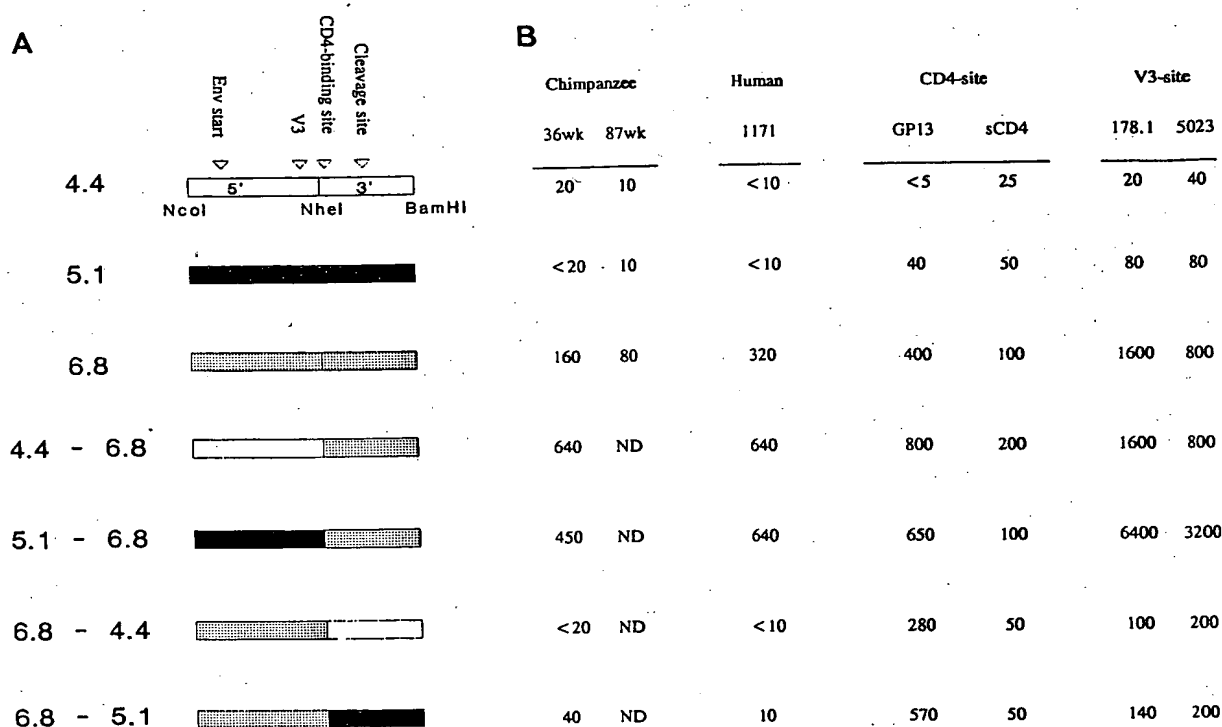 A
B
Env start
V3
CD4-binding site
Cleavage site
Chimpanzee Human CD4-site V3-site
36wk 87wk 1171 GP13 sCD4 178.1 5023
4.4 5' 3' 20 10 <10 <5 25 20 40
NcoI NheI BamHI
5.1 <20 10 <10 40 50 80 80
6.8 160 80 320 400 100 1600 800
4.4 - 6.8 640 ND 640 800 200 1600 800
5.1 - 6.8 450 ND 640 650 100 6400 3200
6.8 - 4.4 <20 ND <10 280 50 100 200
6.8 - 5.1 40 ND 10 570 50 140 200